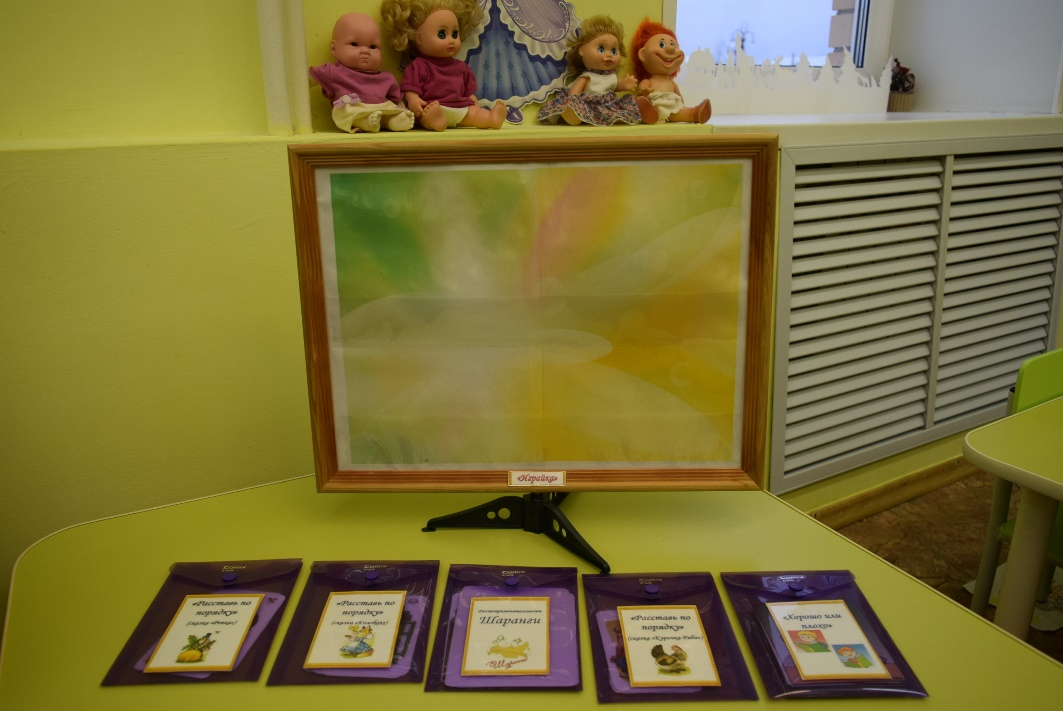 «Играйка»
«Расставь по
порядку»
(сказка «Репка»)
«Расставь по
порядку»
(сказка «Колобок»)
Шаранги
«Расставь по
порядку»
(сказка «Курочка Ряба»)
«Хорошо или
плохо»